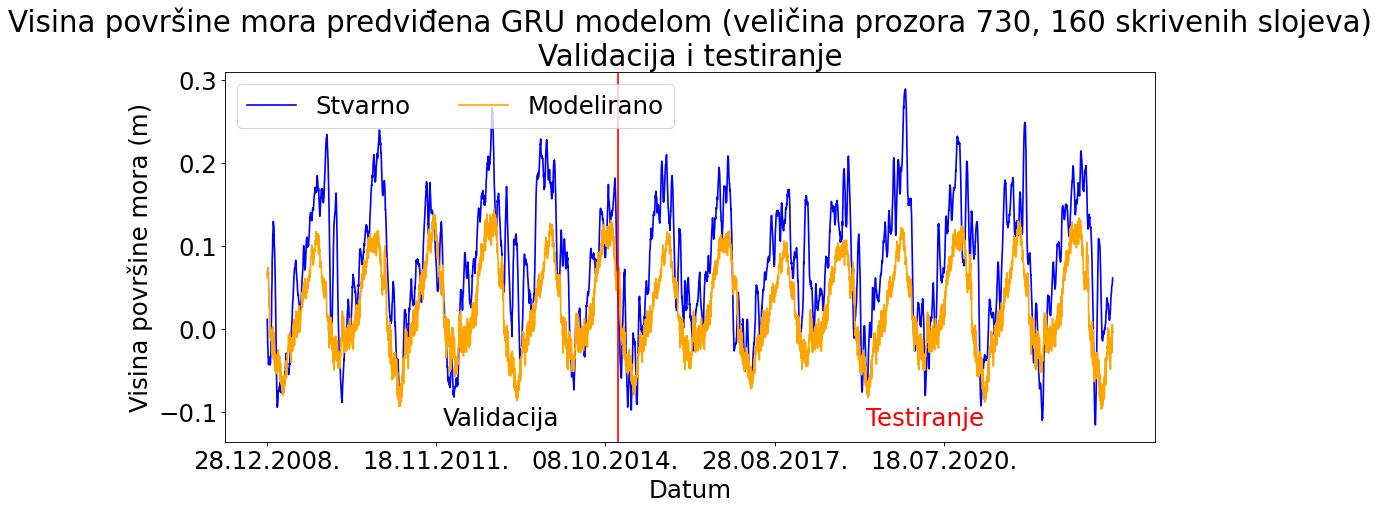 Visina površine mora predviđena GRU modelom (veličina prozora 730, 160 skrivenih slojeva)
Validacija i testiranje
Stvarno
Modelirano
Visina površine mora (m)
0.3
0.2
0.1
0.0
−0.1
Validacija
Testiranje
28.12.2008.
18.11.2011.
08.10.2014.
28.08.2017.
18.07.2020.
Datum